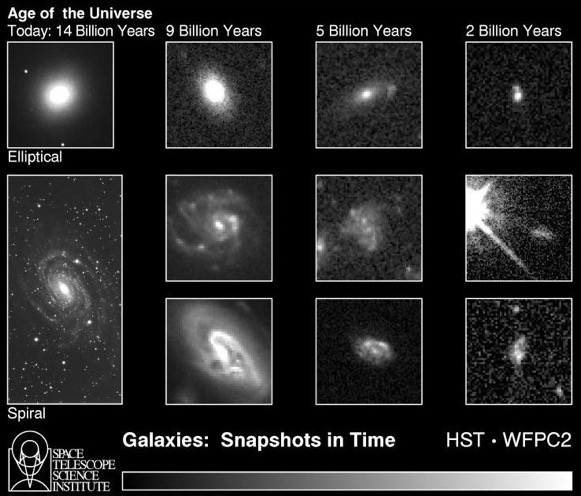 Age of the Universe
Today: 14 Billion Years
9 Billion Years
5 Billion Years
2 Billion Years
Elliptical
Spiral
Galaxies: Snapshots in Time
HST • WFPC2
SPACE
TELESCOPE
SCIENCE
INSTITUTE